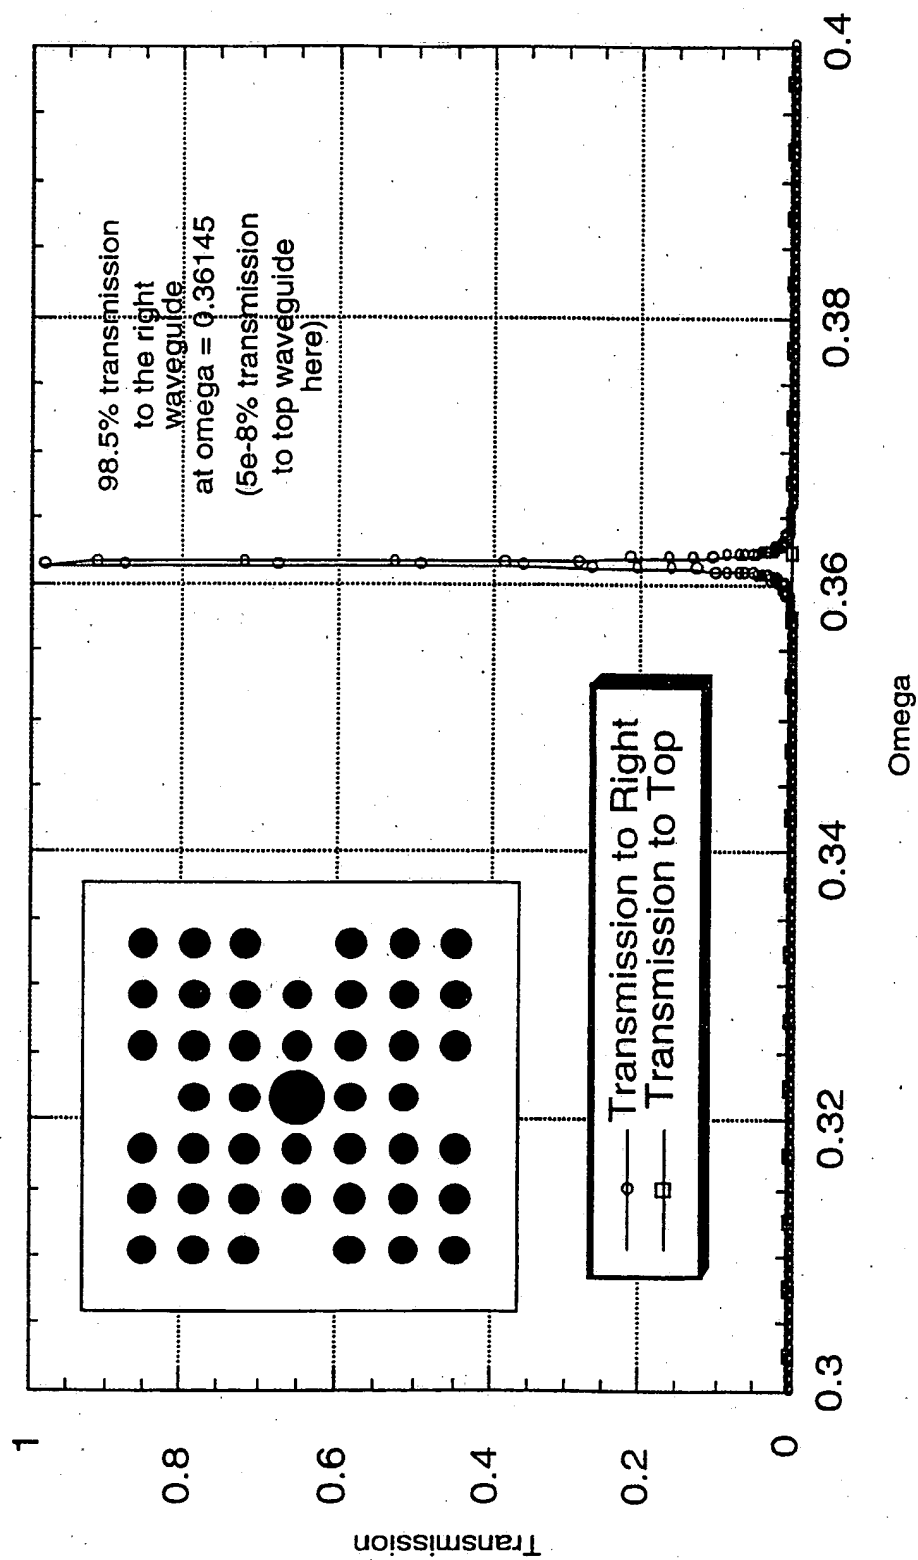 1
0.8
0.6
0.4
0.2
0
Transmission
98.5% transmission
to the right
waveguide
at omega = 0.36145
(5e-8% transmission
to top waveguide
here)
Transmission to Right
Transmission to Top
0.3
0.32
0.34
0.36
0.38
0.4
Omega